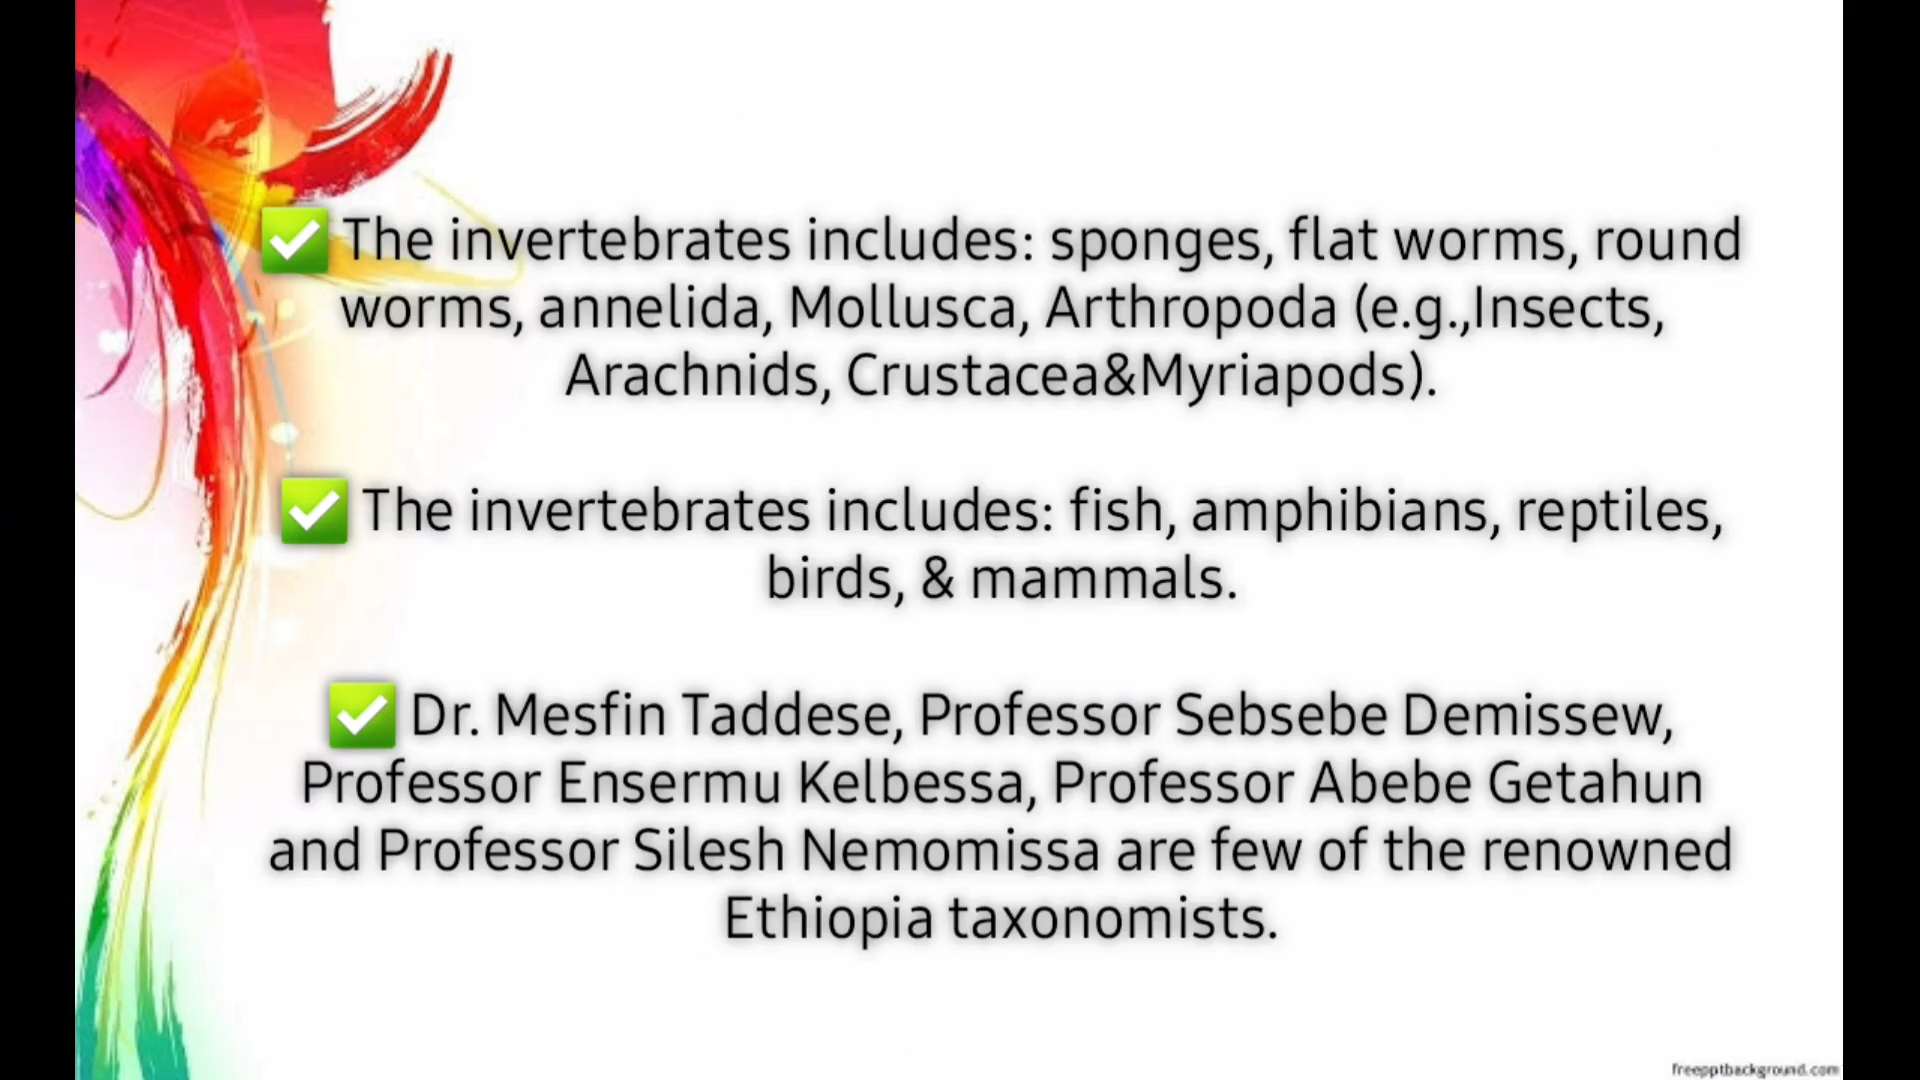 ✅ The invertebrates includes: sponges, flat worms, round
worms, annelida, Mollusca, Arthropoda (e.g.,Insects,
Arachnids, Crustacea&Myriapods).
✅ The invertebrates includes: fish, amphibians, reptiles,
birds, & mammals.
✅ Dr. Mesfin Taddese, Professor Sebsebe Demissew,
Professor Ensermu Kelbessa, Professor Abebe Getahun
and Professor Silesh Nemomissa are few of the renowned
Ethiopia taxonomists.
freepptbackground.com